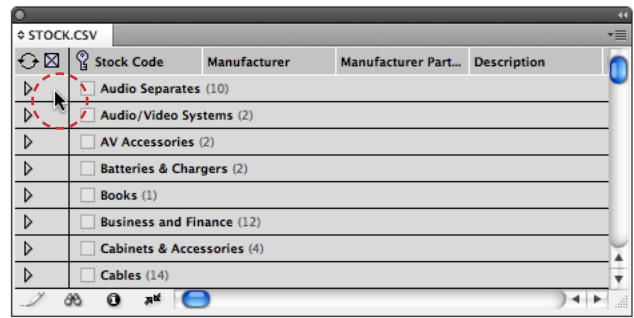 STOCK.CSV
Stock Code Manufacturer Manufacturer Part... Description
Audio Separates (10)
Audio/Video Systems (2)
AV Accessories (2)
Batteries & Chargers (2)
Books (1)
Business and Finance (12)
Cabinets & Accessories (4)
Cables (14)